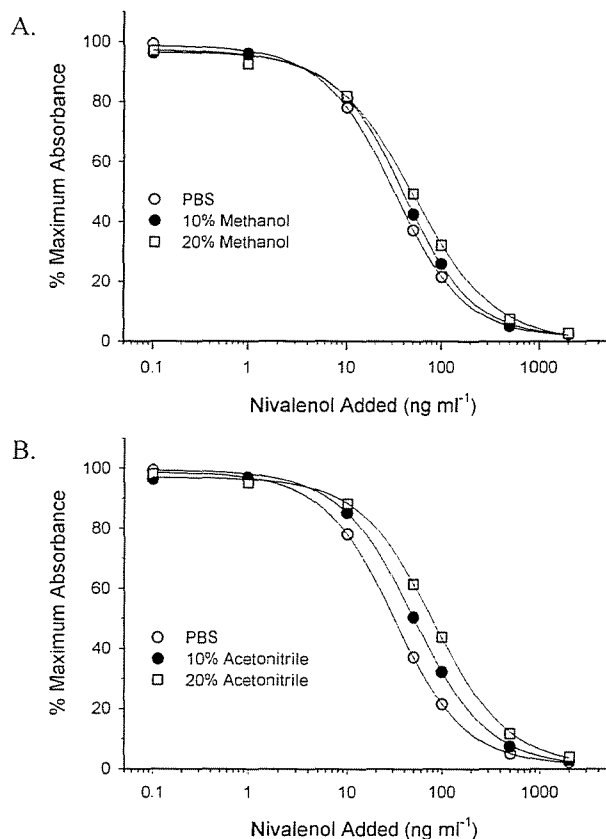 A.
100
80
60
40
20
0
% Maximum Absorbance
PBS
10% Methanol
20% Methanol
0.1 1 10 100 1000
Nivalenol Added (ng ml⁻¹)
B.
100
80
60
40
20
0
% Maximum Absorbance
PBS
10% Acetonitrile
20% Acetonitrile
0.1 1 10 100 1000
Nivalenol Added (ng ml⁻¹)